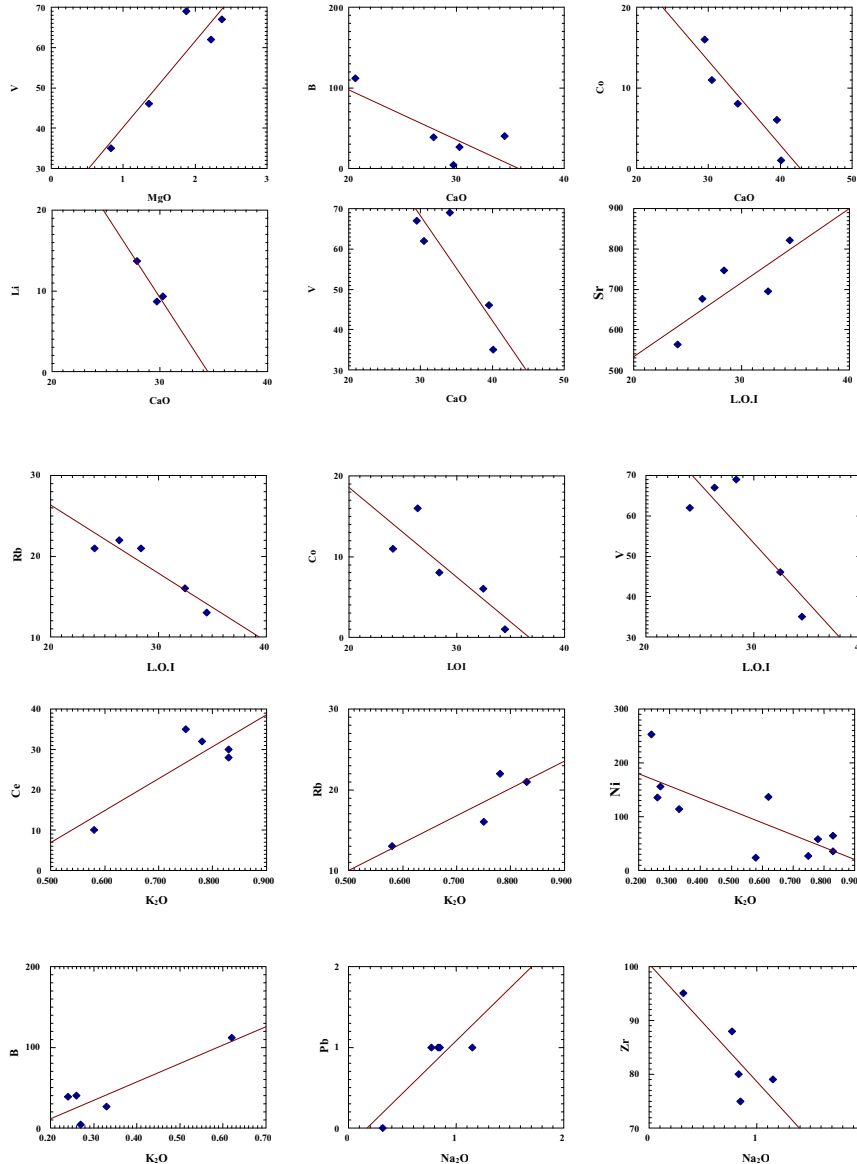 70 200 20
60
V 50 B 100 Co 10
40
30 0 0
0 1 2 3 20 30 40 20 30 40 50
MgO CaO CaO
20 70 900
60 800
Li 10 V 50 Sr 700
40 600
0 30 500
20 30 40 20 30 40 50 20 30 40
CaO CaO L.O.I
30 20 70
60
Rb 20 Co 10 V 50
40
10 0 30
20 30 40 20 30 40 20 30 40
L.O.I LOI L.O.I
40 30 300
30
Ce 20 Rb 20 Ni 200
10 100
0 10 0
0.500 0.600 0.700 0.800 0.900 0.500 0.600 0.700 0.800 0.900 0.200 0.300 0.400 0.500 0.600 0.700 0.800 0.900
K₂O K₂O K₂O
200 2 100
90
B 100 Pb 1 Zr 80
0 0 70
0.20 0.30 0.40 0.50 0.60 0.70 0 1 2 0 1
K₂O Na₂O Na₂O